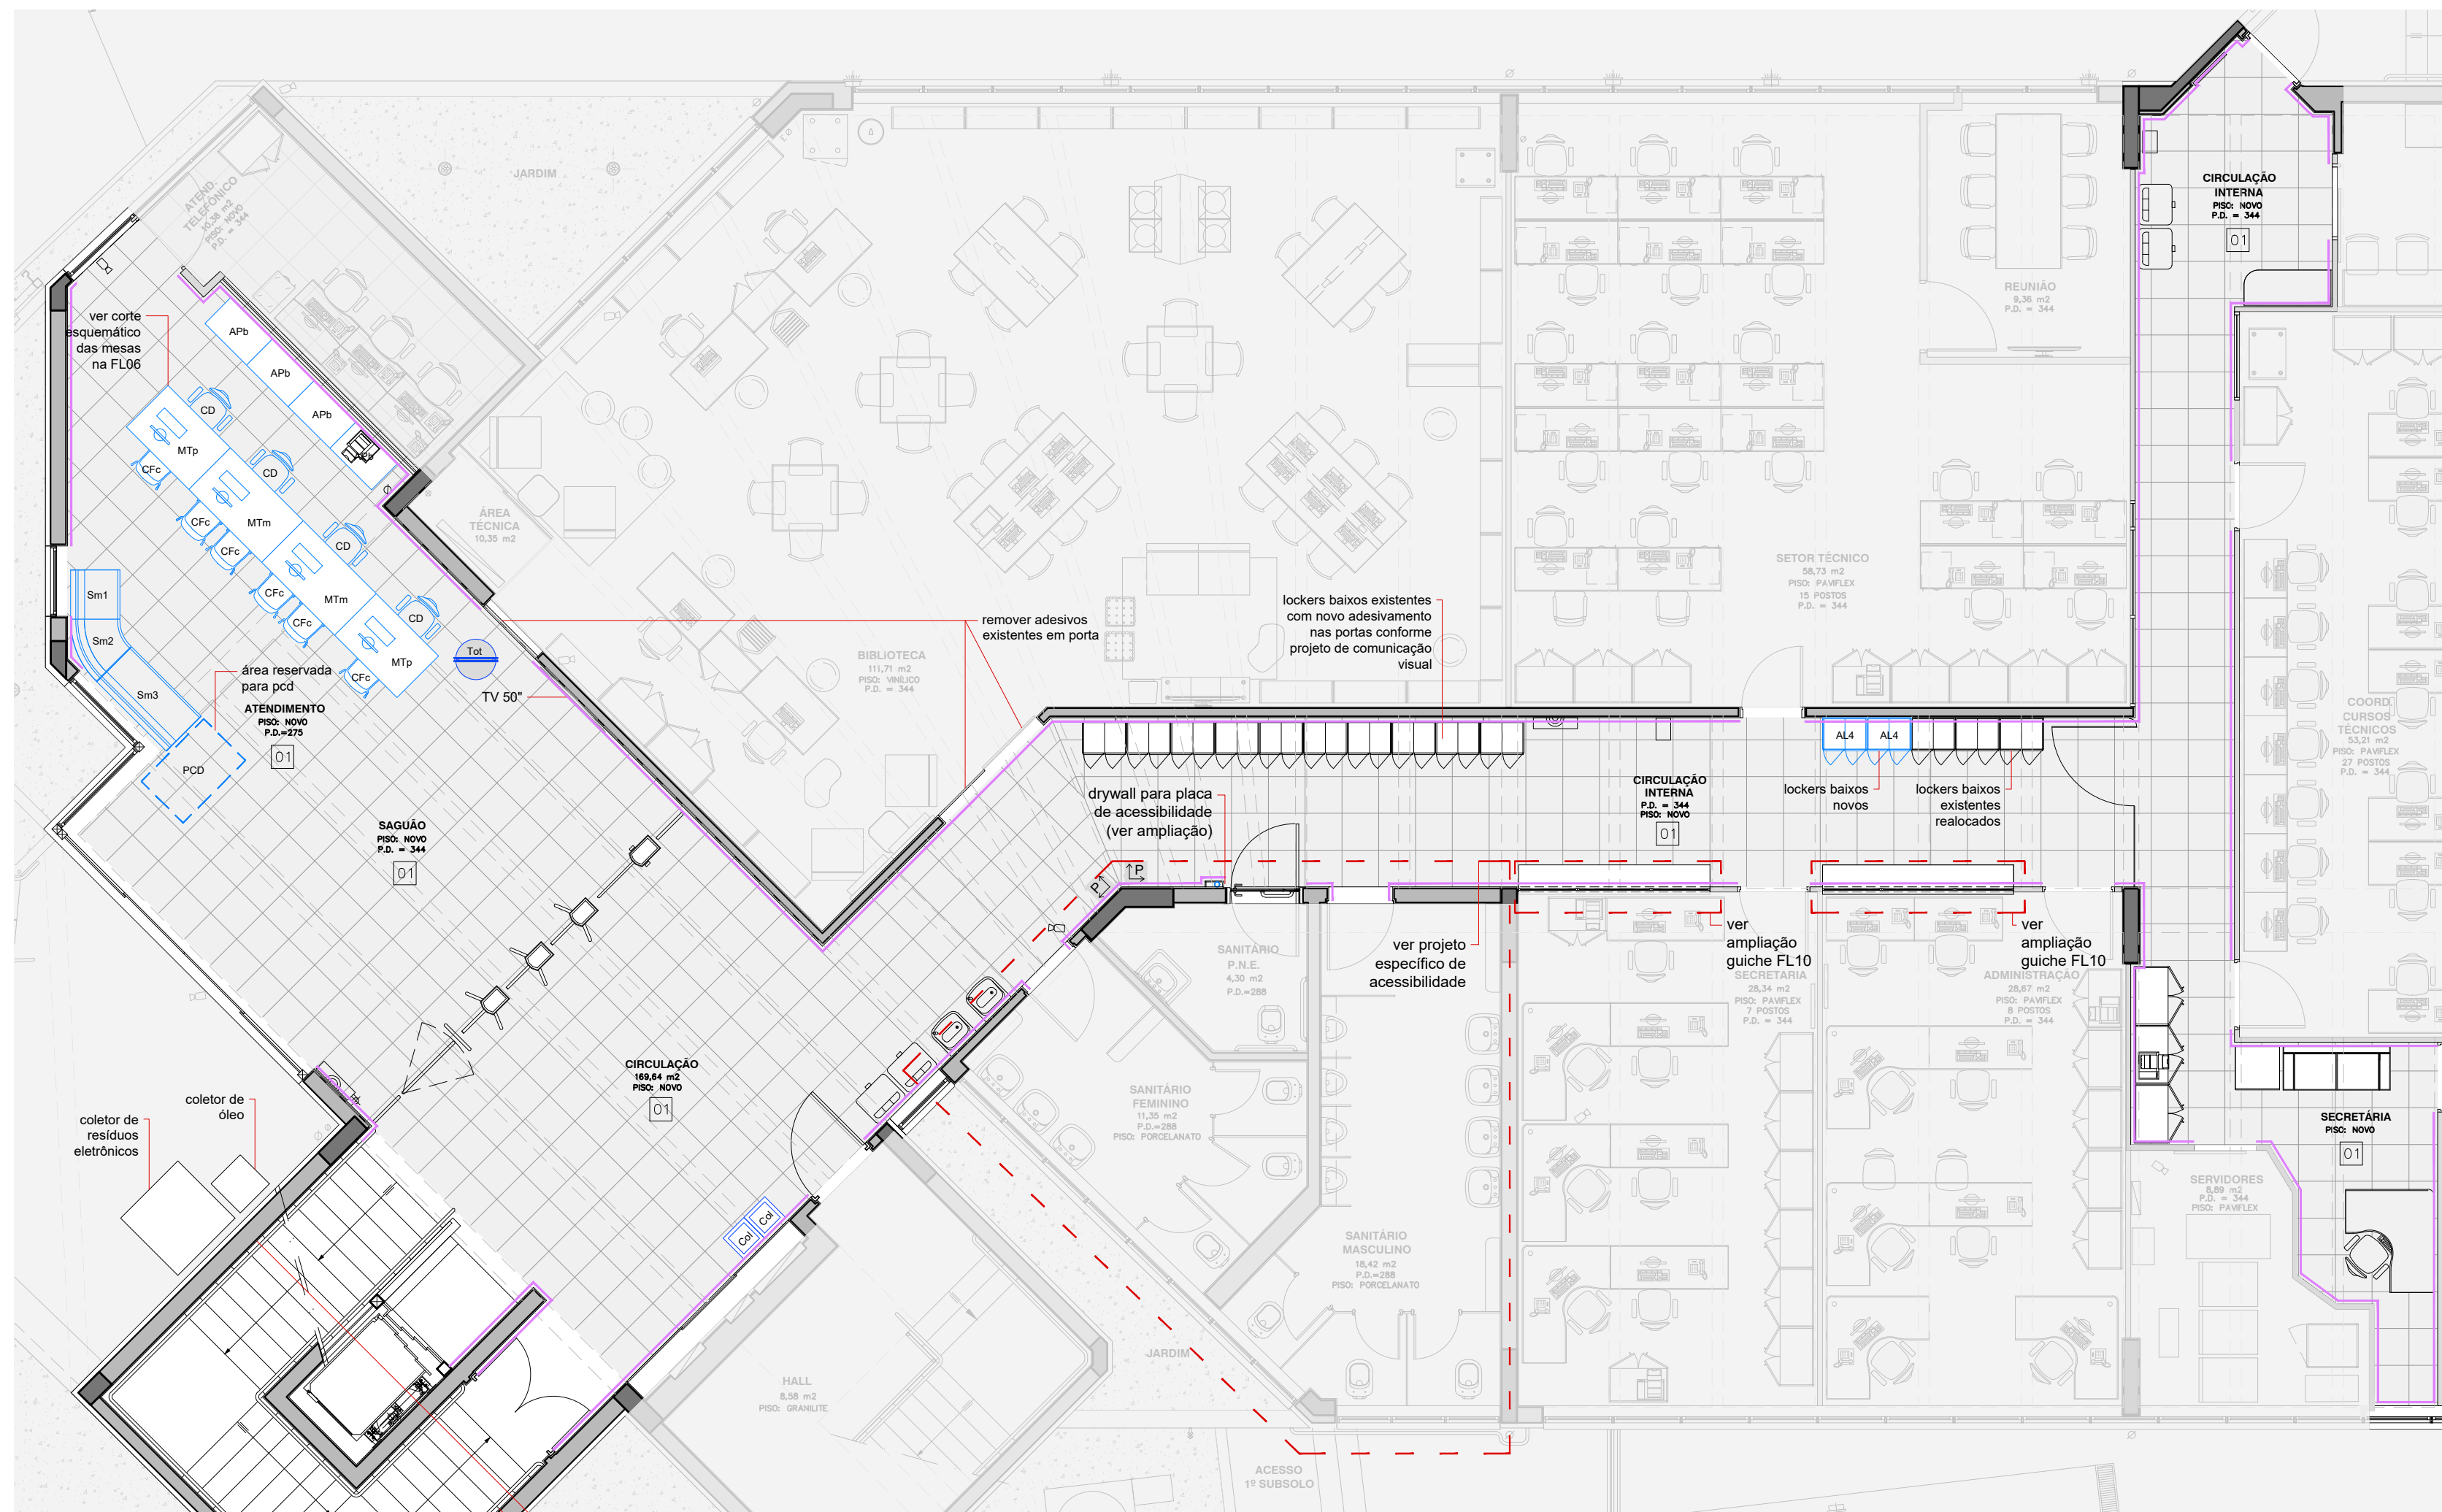 JARDIM
ATEND.
TELEFÔNICO
10,38 m2
PISO: NOVO
P.D. = 344
CIRCULAÇÃO
INTERNA
PISO: NOVO
P.D. = 344
01
REUNIÃO
9,36 m2
P.D. = 344
ver corte
esquemático
das mesas
na FL06
APb
APb
APb
CD
MTp
CFc
CD
MTm
CFc
CFc
CD
MTm
CFc
CFc
CD
MTp
CFc
Tot
Sm1
Sm2
Sm3
área reservada
para pcd
TV 50"
ATENDIMENTO
PISO: NOVO
P.D.=275
01
PCD
ÁREA
TÉCNICA
10,35 m2
remover adesivos
existentes em porta
BIBLIOTECA
111,71 m2
PISO: VINÍLICO
P.D. = 344
lockers baixos existentes
com novo adesivamento
nas portas conforme
projeto de comunicação
visual
SETOR TÉCNICO
58,73 m2
PISO: PAVIFLEX
15 POSTOS
P.D. = 344
COORD.
CURSOS
TÉCNICOS
53,21 m2
PISO: PAVIFLEX
27 POSTOS
P.D. = 344
AL4
AL4
SAGUÃO
PISO: NOVO
P.D. = 344
01
drywall para placa
de acessibilidade
(ver ampliação)
P
P
CIRCULAÇÃO
INTERNA
P.D. = 344
PISO: NOVO
01
lockers baixos
novos
lockers baixos
existentes
realocados
ver projeto
específico de
acessibilidade
ver
ampliação
guiche FL10
ver
ampliação
guiche FL10
SANITÁRIO
P.N.E.
4,30 m2
P.D.=288
SECRETARIA
28,34 m2
PISO: PAVIFLEX
7 POSTOS
P.D. = 344
ADMINISTRAÇÃO
28,67 m2
PISO: PAVIFLEX
8 POSTOS
P.D. = 344
CIRCULAÇÃO
169,64 m2
PISO: NOVO
01
SANITÁRIO
FEMININO
11,35 m2
P.D.=288
PISO: PORCELANATO
coletor de
resíduos
eletrônicos
coletor de
óleo
SECRETÁRIA
PISO: NOVO
01
SERVIDORES
8,89 m2
P.D. = 344
PISO: PAVIFLEX
Col
Col
SANITÁRIO
MASCULINO
18,42 m2
P.D.=288
PISO: PORCELANATO
JARDIM
HALL
8,58 m2
PISO: GRANILITE
ACESSO
1º SUBSOLO